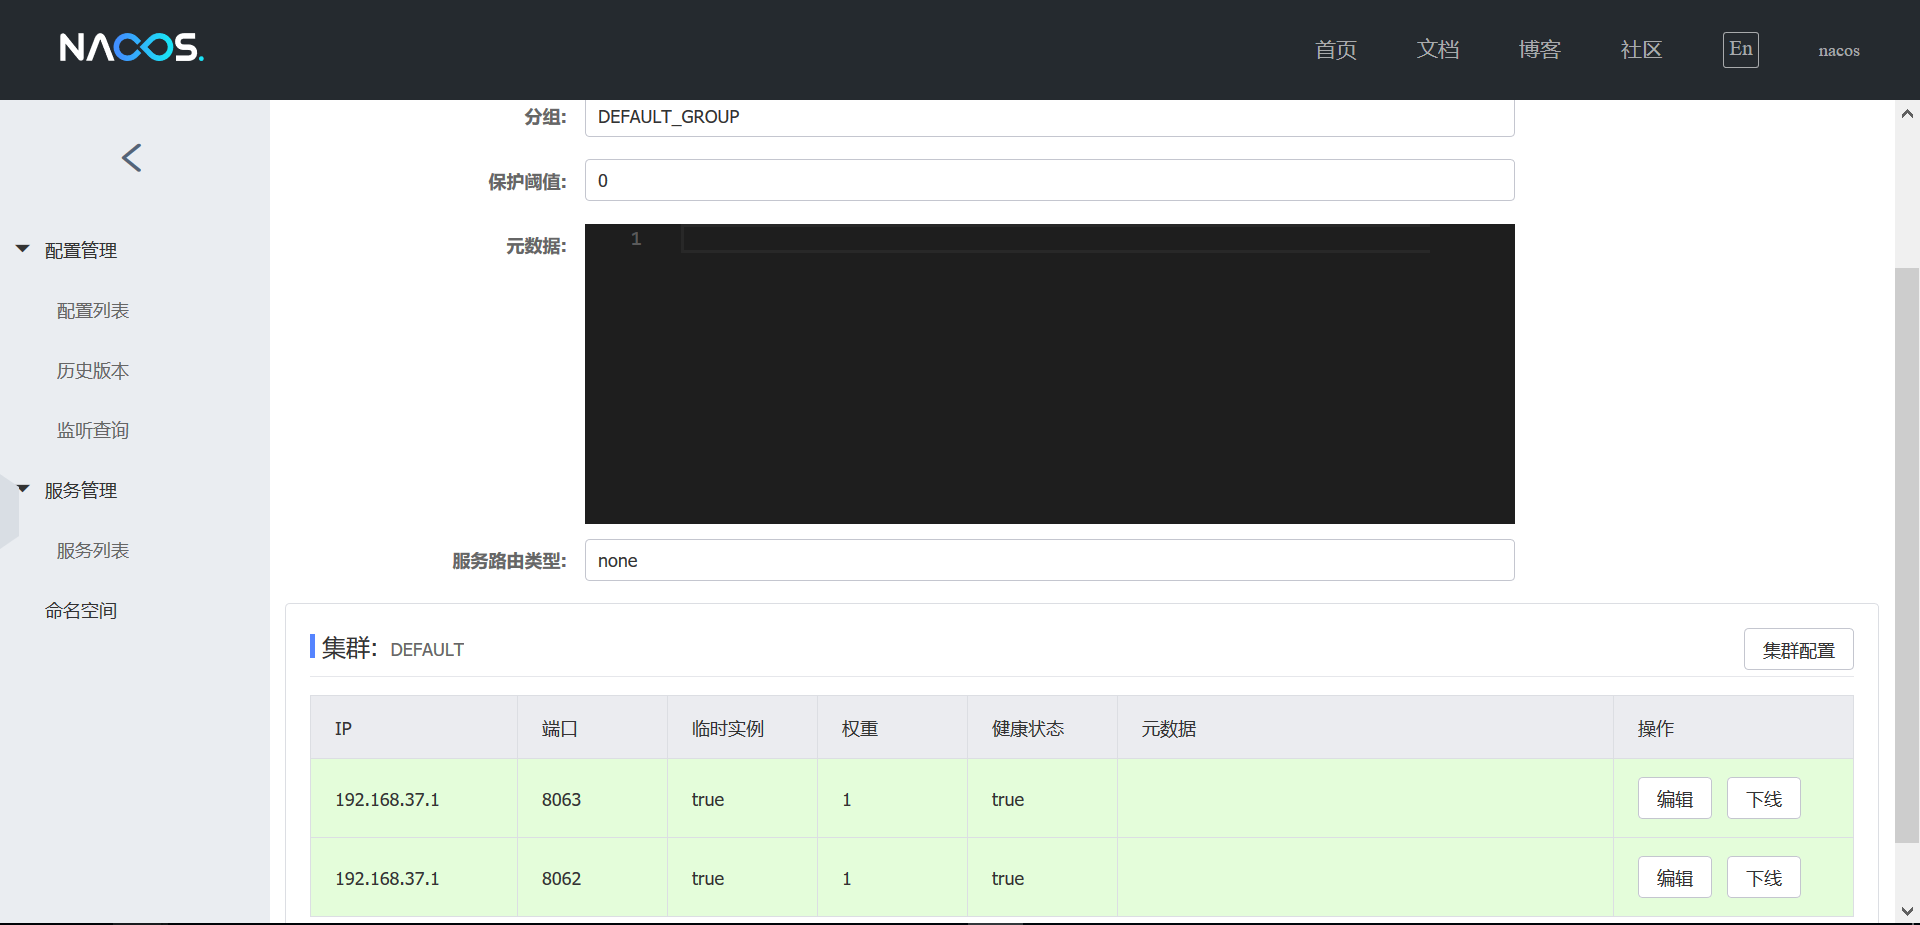 NACOS.
首页 文档 博客 社区 En nacos
配置管理
配置列表
历史版本
监听查询
服务管理
服务列表
命名空间
分组: DEFAULT_GROUP
保护阈值: 0
元数据: 1
服务路由类型: none
集群: DEFAULT 集群配置
IP 端口 临时实例 权重 健康状态 元数据 操作
192.168.37.1 8063 true 1 true 编辑 下线
192.168.37.1 8062 true 1 true 编辑 下线